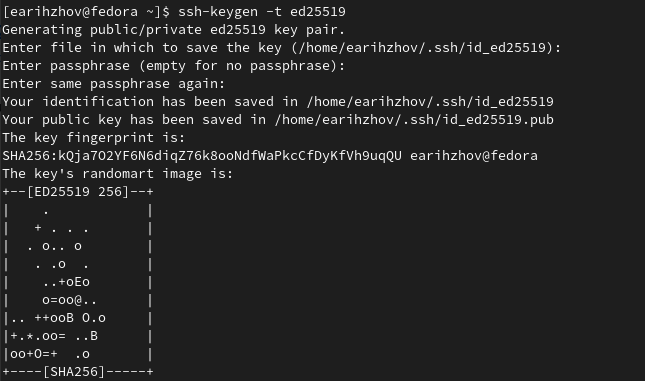 [earihzhov@fedora ~]$ ssh-keygen -t ed25519
Generating public/private ed25519 key pair.
Enter file in which to save the key (/home/earihzhov/.ssh/id_ed25519):
Enter passphrase (empty for no passphrase):
Enter same passphrase again:
Your identification has been saved in /home/earihzhov/.ssh/id_ed25519
Your public key has been saved in /home/earihzhov/.ssh/id_ed25519.pub
The key fingerprint is:
SHA256:kQja7O2YF6N6diqZ76k8ooNdfWaPkcCfDyKfVh9uqQU earihzhov@fedora
The key's randomart image is:
+--[ED25519 256]--+
|    .            |
|   + . . .       |
|  . o.. o        |
|   . .o  .       |
|    ..+oEo       |
|    o=oo@..      |
|.. ++ooB O.o     |
|+.*.oo= ..B      |
|oo+O=+  .o       |
+----[SHA256]-----+